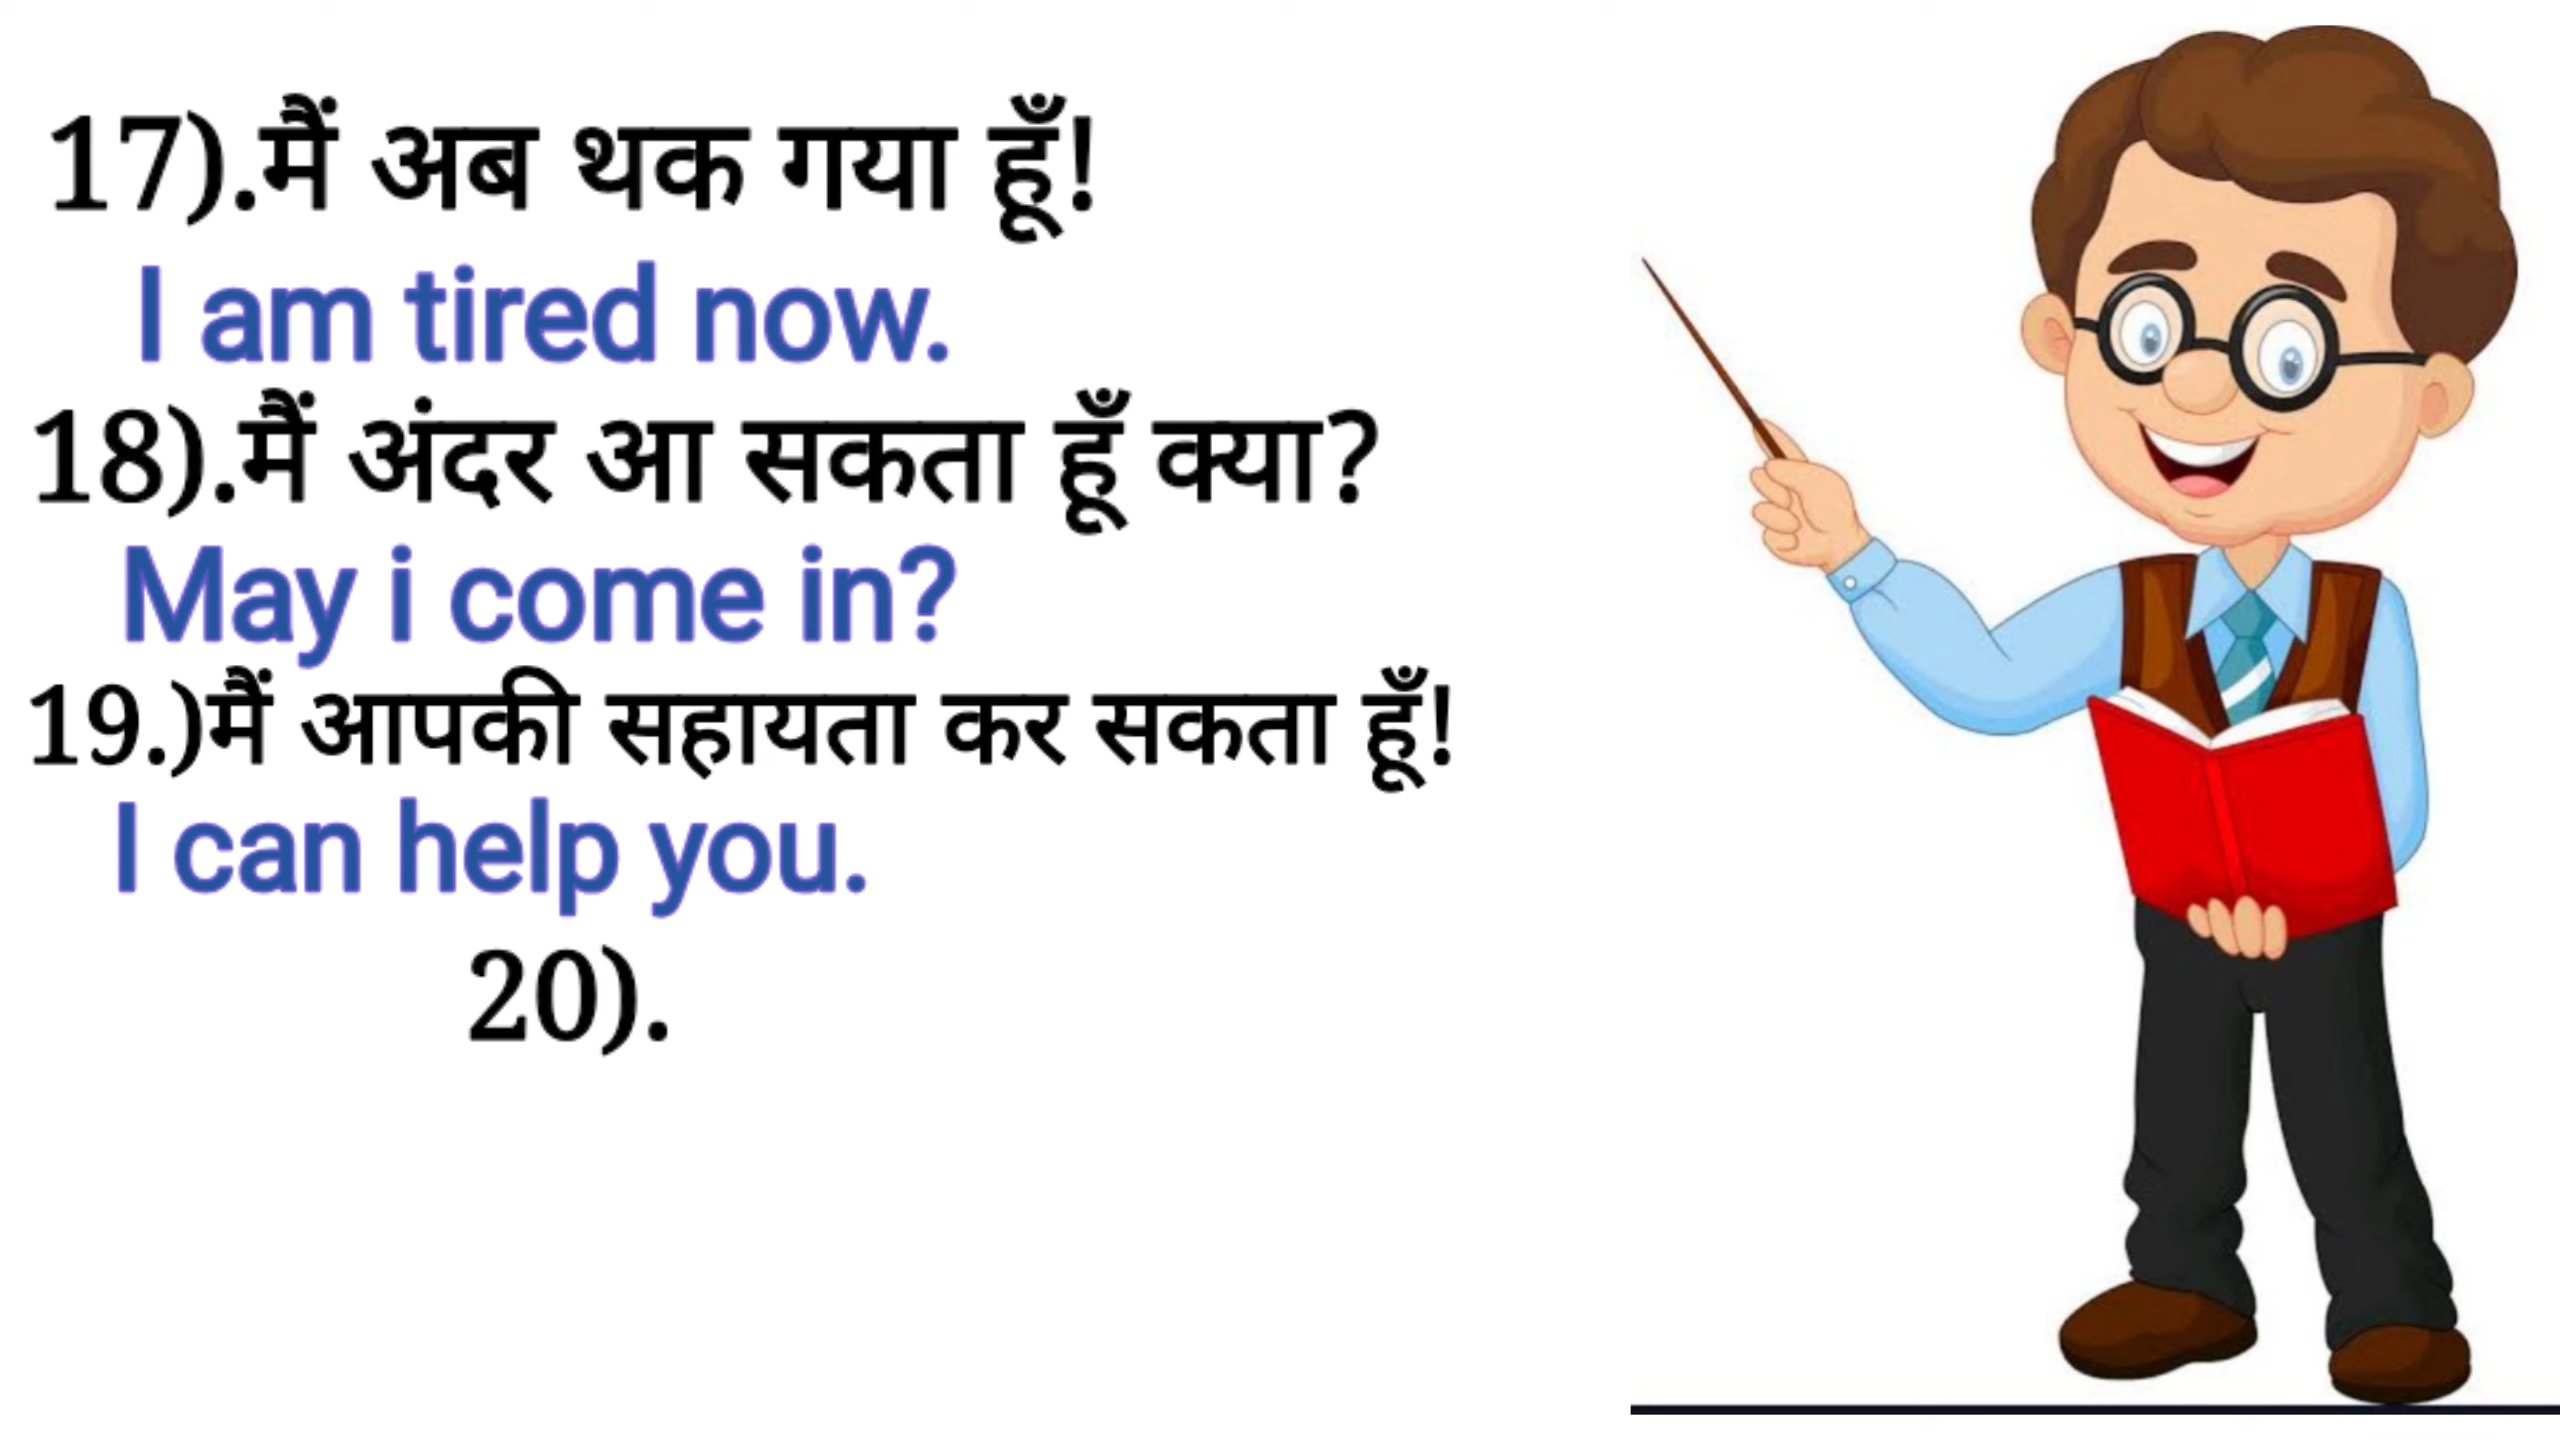 17).मैं अब थक गया हूँ!
I am tired now.
18).मैं अंदर आ सकता हूँ क्या?
May i come in?
19.)मैं आपकी सहायता कर सकता हूँ!
I can help you.
20).